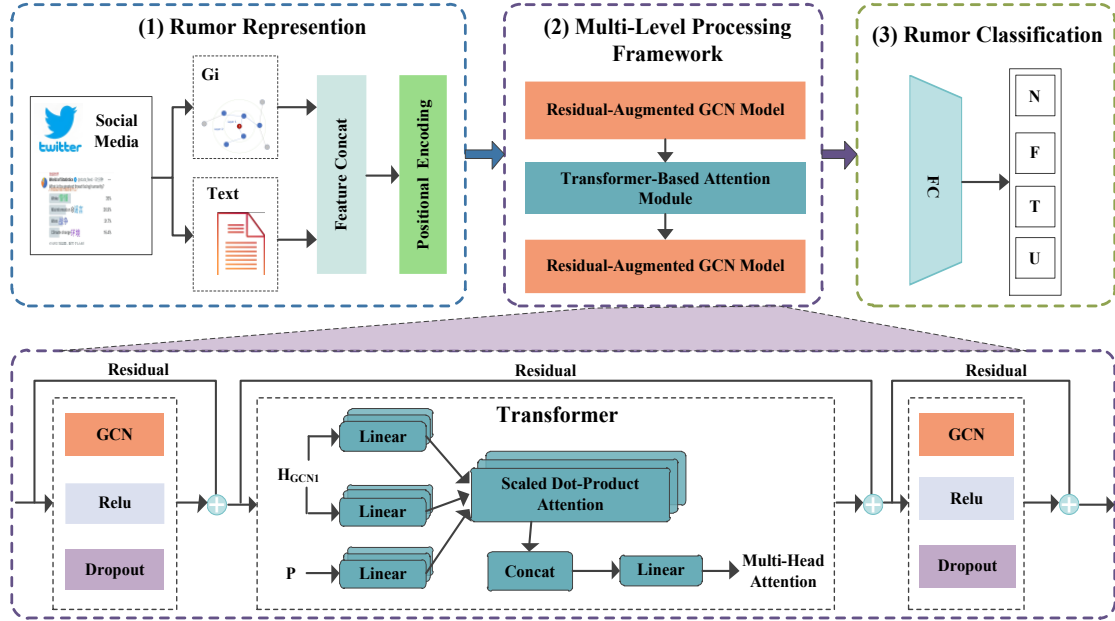 (1) Rumor Represention
Gi
Social
Media
twitter
Text
Feature Concat
Positional Encoding
(2) Multi-Level Processing
Framework
Residual-Augmented GCN Model
Transformer-Based Attention
Module
Residual-Augmented GCN Model
(3) Rumor Classification
FC
N
F
T
U
Residual
Residual
Residual
GCN
Relu
Dropout
Transformer
HGCN1
P
Linear
Linear
Linear
Scaled Dot-Product
Attention
Concat
Linear
Multi-Head
Attention
GCN
Relu
Dropout